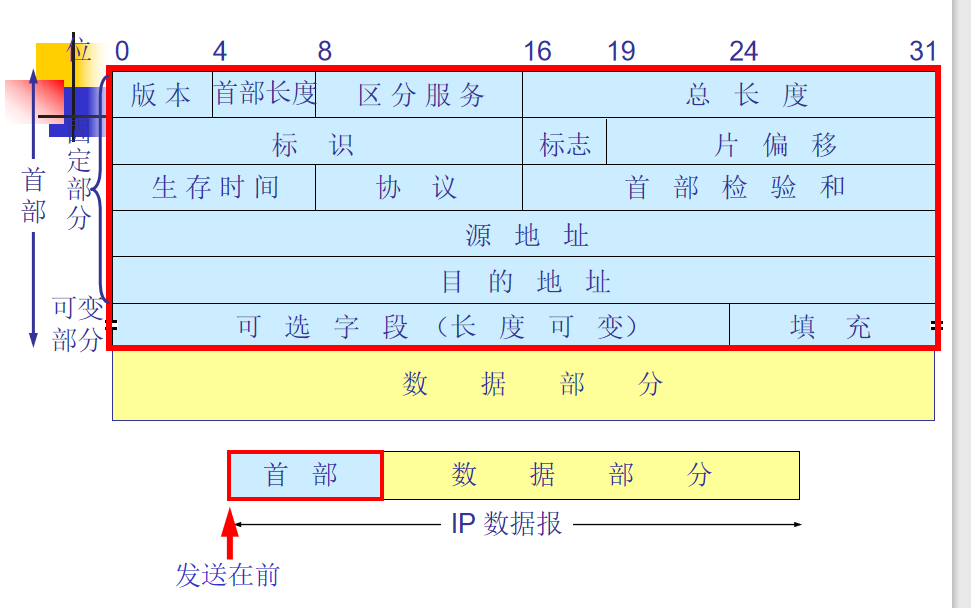 位 0 4 8 16 19 24 31
版本 首部长度 区分服务 总长度
标识 标志 片偏移
生存时间 协议 首部检验和
源地址
目的地址
可选字段（长度可变） 填充
数据部分
首部
定部分
可变部分
首部 数据部分
IP 数据报
发送在前